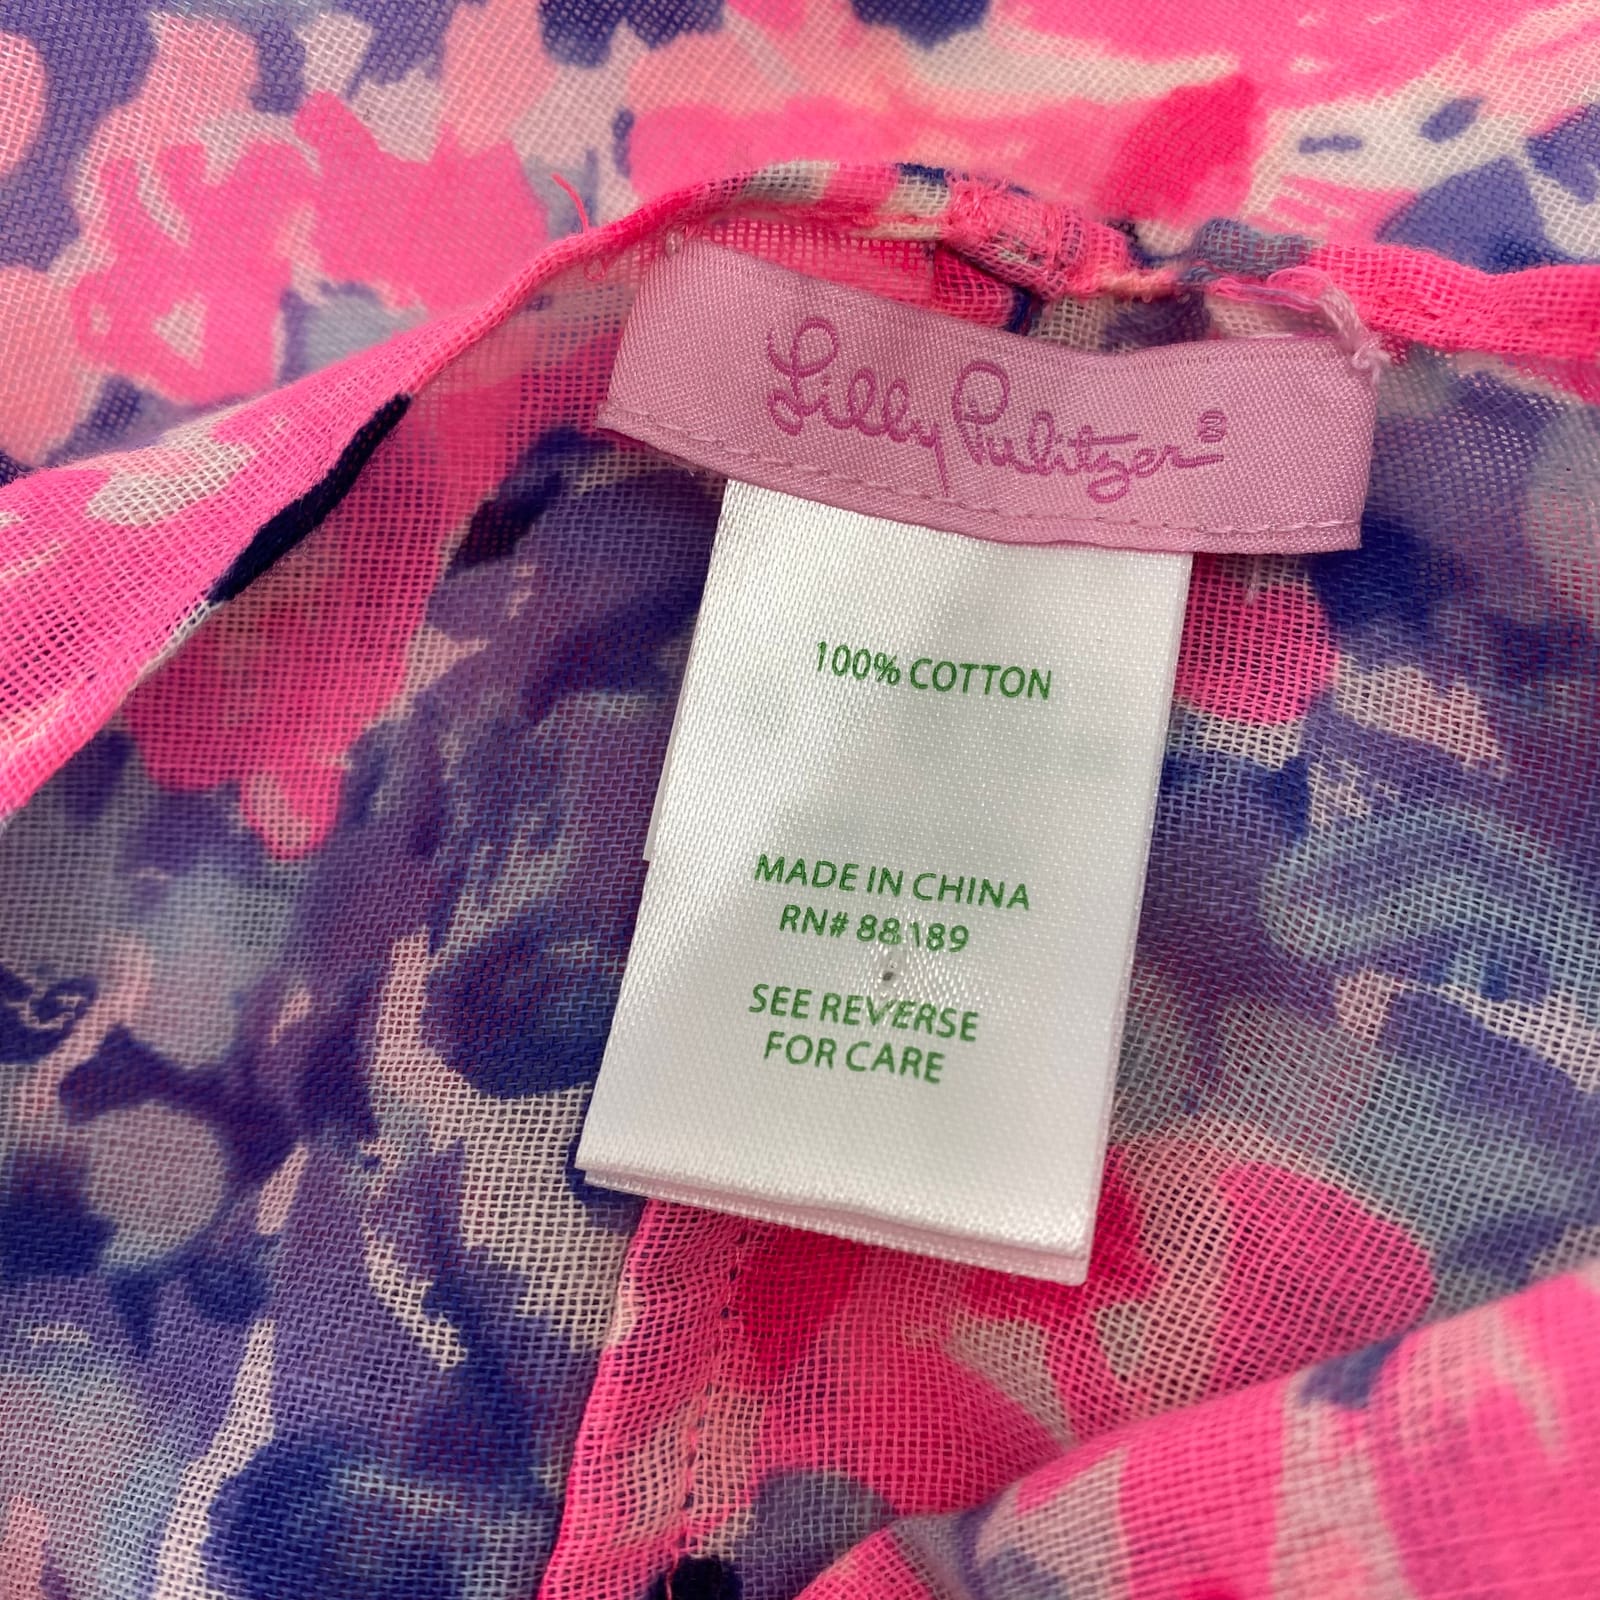 Lilly Pulitzer®
100% COTTON
MADE IN CHINA
RN# 88189
SEE REVERSE
FOR CARE